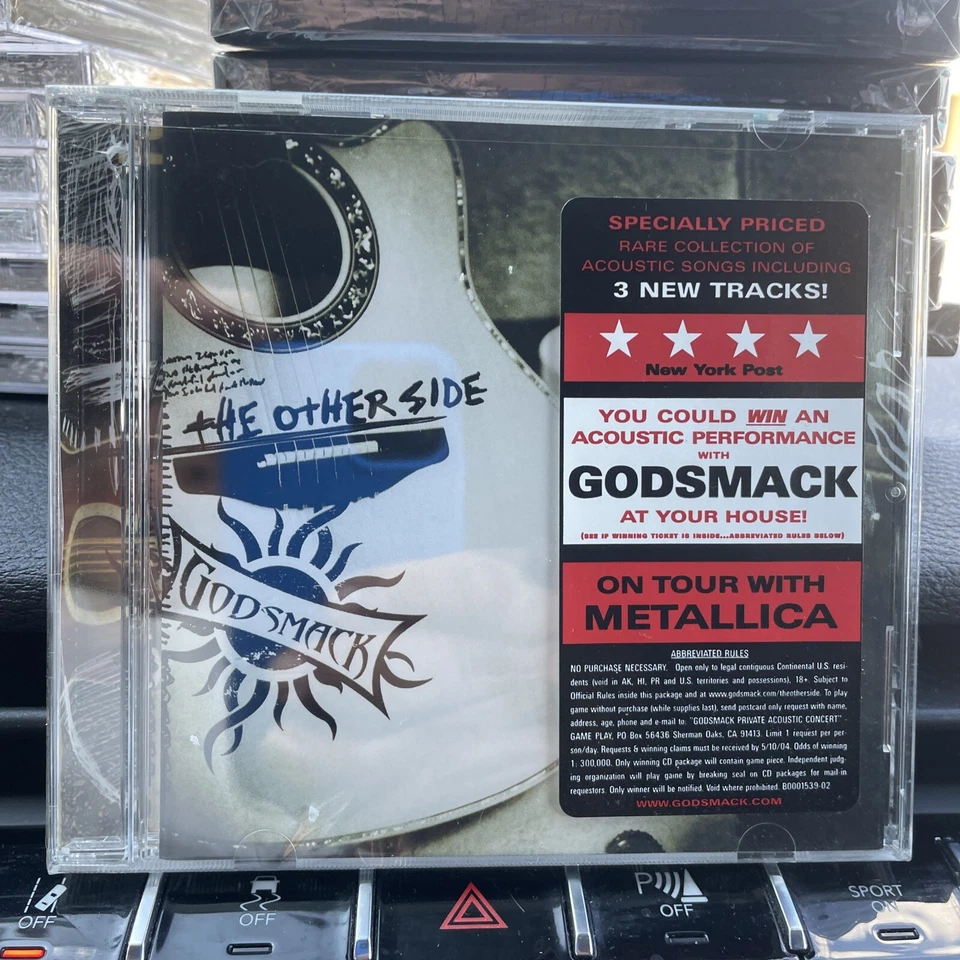 THE OTHERSIDE
GODSMACK
SPECIALLY PRICED
RARE COLLECTION OF
ACOUSTIC SONGS INCLUDING
3 NEW TRACKS!
New York Post
YOU COULD WIN AN
ACOUSTIC PERFORMANCE
WITH
GODSMACK
AT YOUR HOUSE!
(SEE IF WINNING TICKET IS INSIDE...ABBREVIATED RULES BELOW)
ON TOUR WITH
METALLICA
ABBREVIATED RULES
NO PURCHASE NECESSARY. Open only to legal contiguous Continental U.S. resi-
dents (void in AK, HI, PR and U.S. territories and possessions), 18+. Subject to
Official Rules inside this package and at www.godsmack.com/theotherside. To play
game without purchase (while supplies last), send postcard only request with name,
address, age, phone and e-mail to: "GODSMACK PRIVATE ACOUSTIC CONCERT"
GAME PLAY, PO Box 56436 Sherman Oaks, CA 91413. Limit 1 request per per-
son/day. Requests & winning claims must be received by 5/10/04. Odds of winning
1: 300,000. Only winning CD package will contain game piece. Independent judg-
ing organization will play game by breaking seal on CD packages for mail-in
requestors. Only winner will be notified. Void where prohibited. B0001539-02
WWW.GODSMACK.COM
OFF
OFF
P
OFF
SPORT
ON